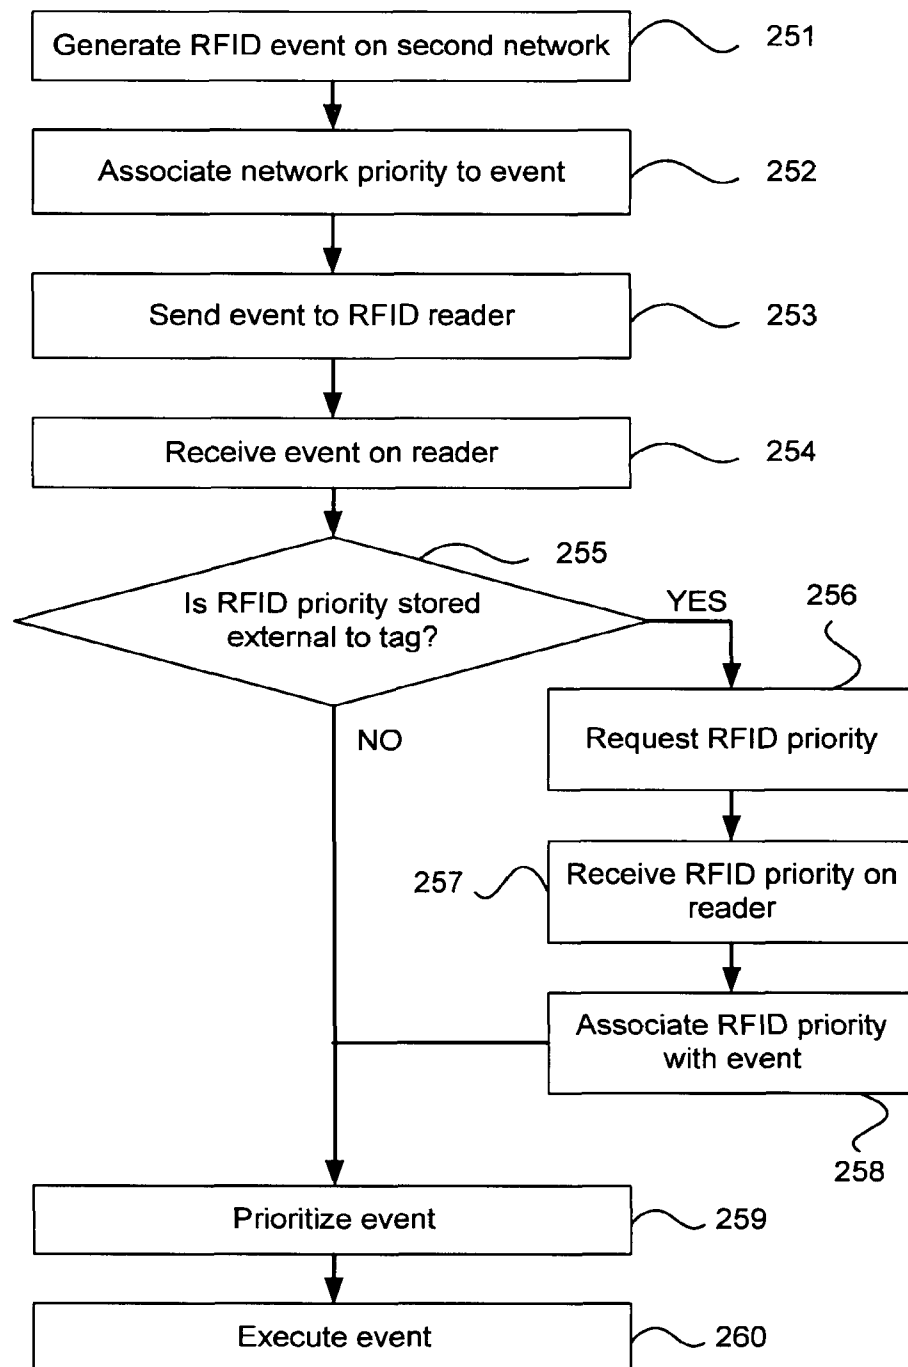 Generate RFID event on second network
251
Associate network priority to event
252
Send event to RFID reader
253
Receive event on reader
254
255
Is RFID priority stored
external to tag?
YES
256
NO
Request RFID priority
257
Receive RFID priority on
reader
Associate RFID priority
with event
258
Prioritize event
259
Execute event
260